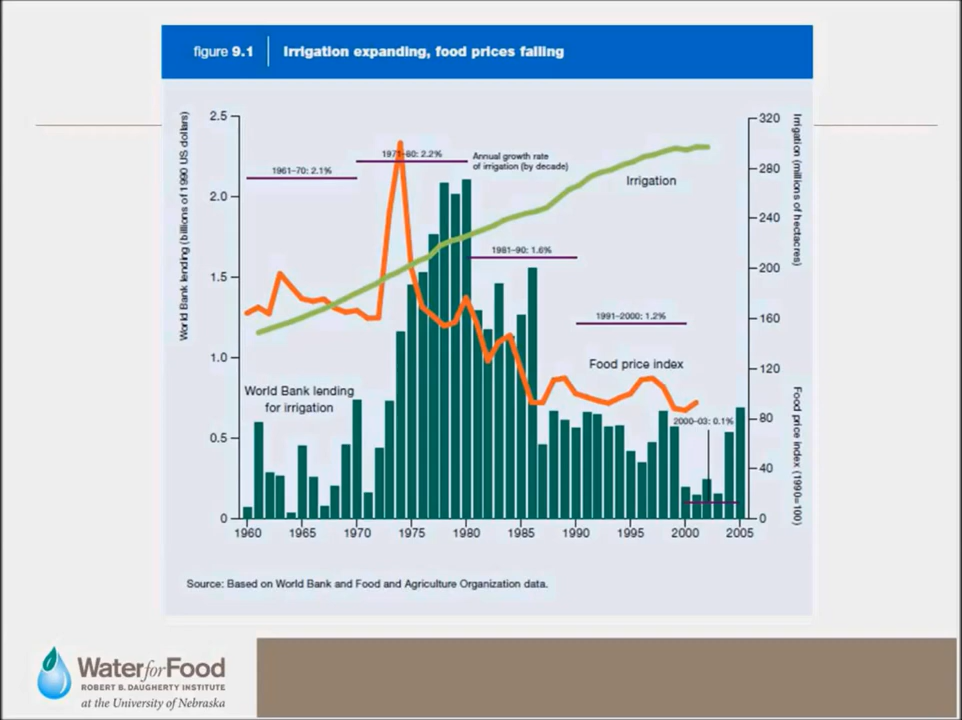 figure 9.1 Irrigation expanding, food prices falling
World Bank lending (billions of 1990 US dollars)
2.5
2.0
1.5
1.0
0.5
0
1961–70: 2.1%
1971–80: 2.2%
Annual growth rate
of irrigation (by decade)
Irrigation
1981–90: 1.6%
1991–2000: 1.2%
Food price index
World Bank lending
for irrigation
2000–03: 0.1%
320
280
240
200
160
120
80
40
0
Irrigation (millions of hectacres)
Food price index (1990=100)
1960 1965 1970 1975 1980 1985 1990 1995 2000 2005
Source: Based on World Bank and Food and Agriculture Organization data.
Water for Food
ROBERT B. DAUGHERTY INSTITUTE
at the University of Nebraska